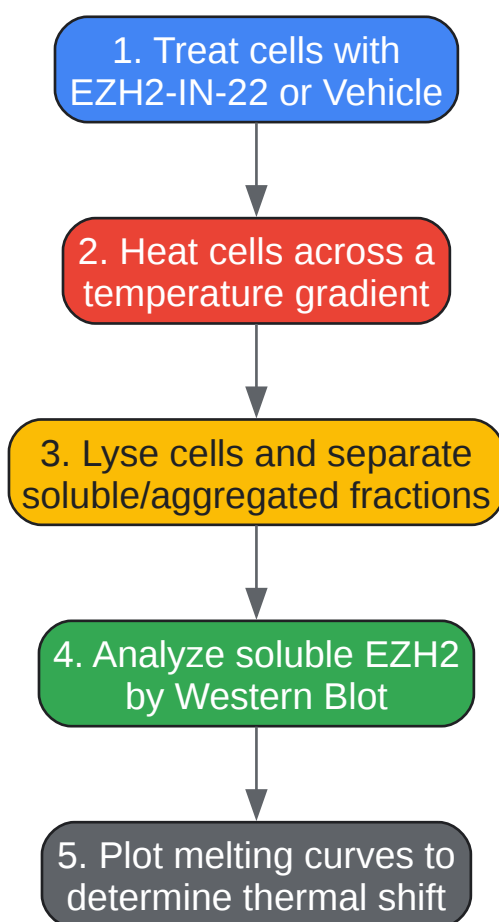 1. Treat cells with
EZH2-IN-22 or Vehicle
2. Heat cells across a
temperature gradient
3. Lyse cells and separate
soluble/aggregated fractions
4. Analyze soluble EZH2
by Western Blot
5. Plot melting curves to
determine thermal shift